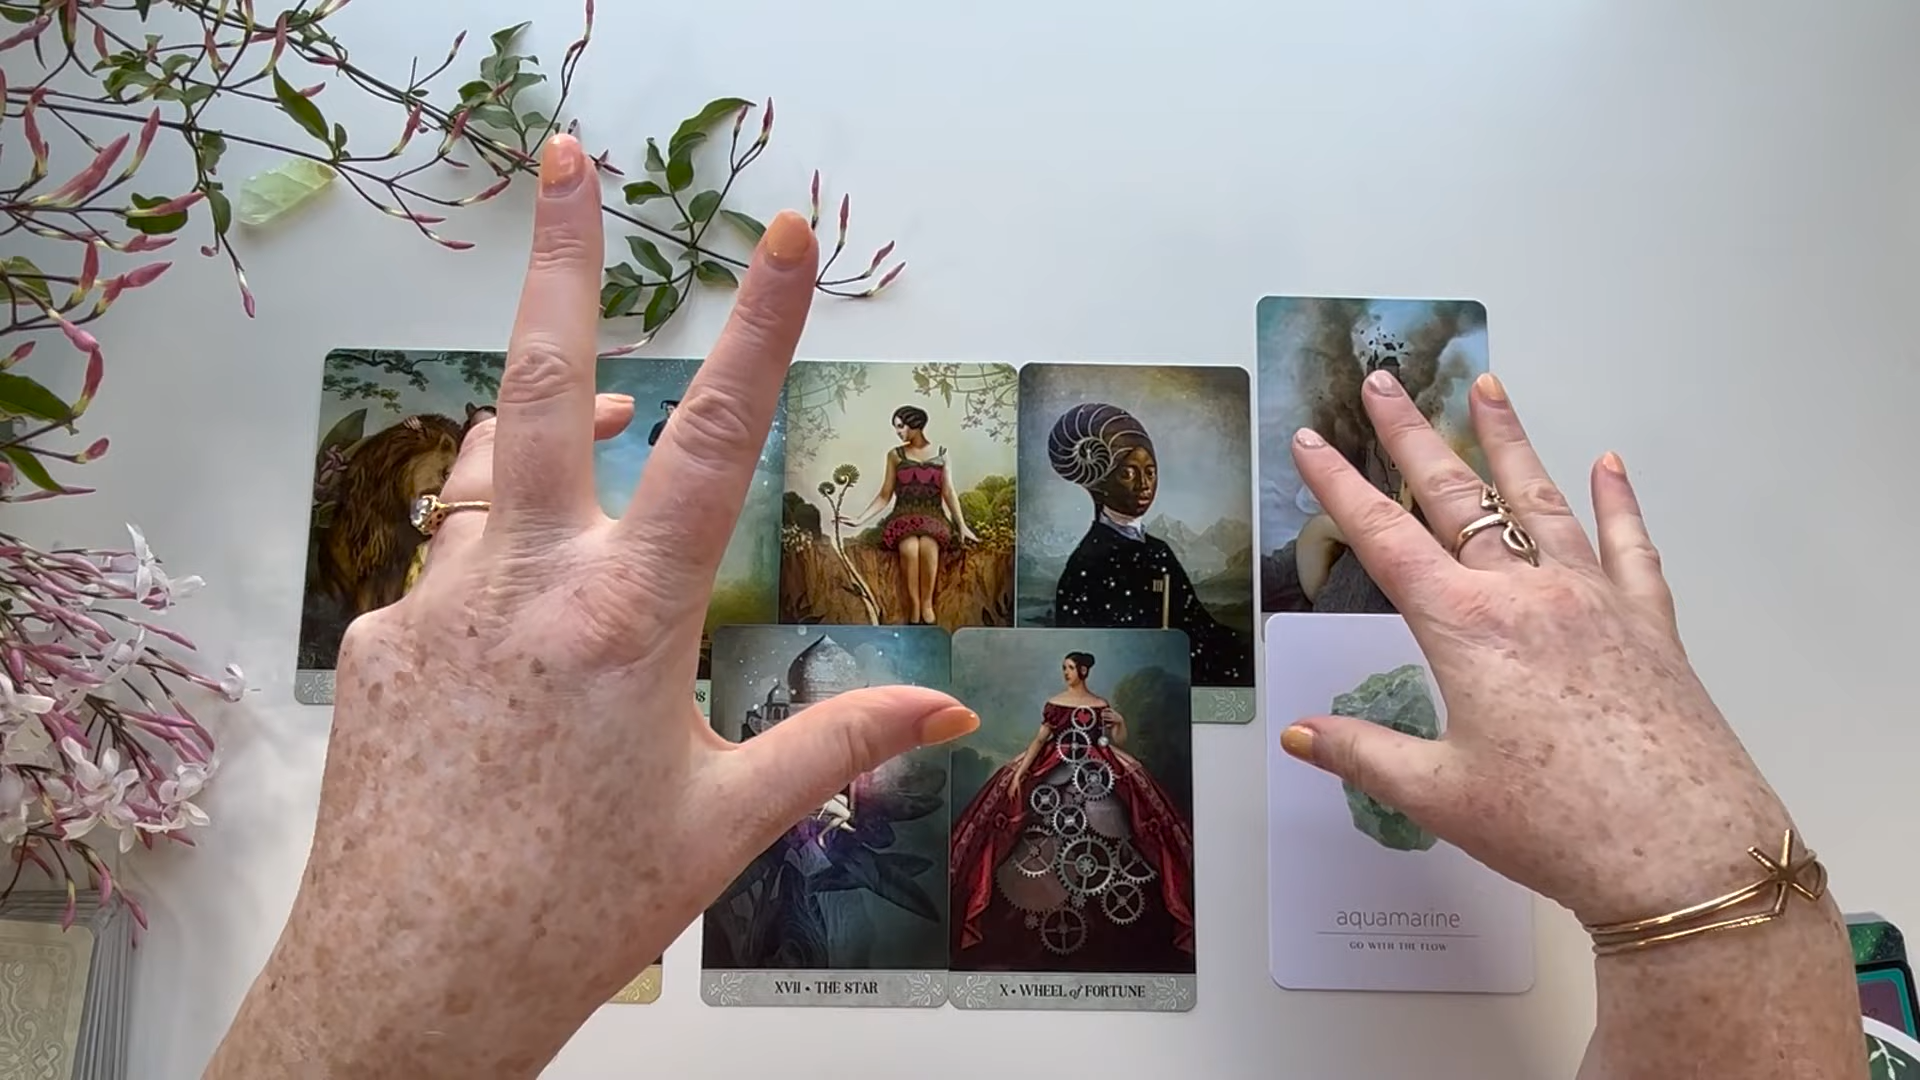 XVII • THE STAR
X • WHEEL of FORTUNE
aquamarine
GO WITH THE FLOW